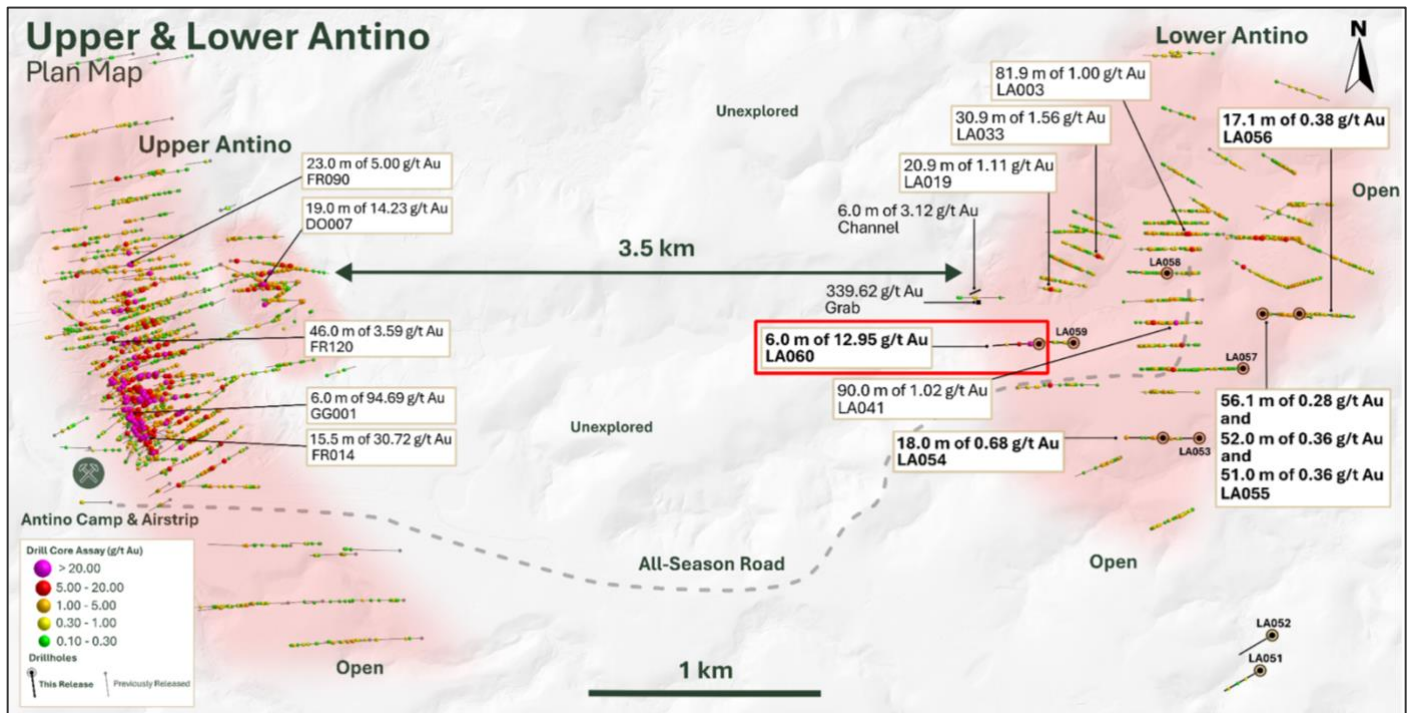 Upper & Lower Antino
Plan Map
Lower Antino
N
81.9 m of 1.00 g/t Au
LA003
Unexplored
30.9 m of 1.56 g/t Au
LA033
17.1 m of 0.38 g/t Au
LA056
Upper Antino
23.0 m of 5.00 g/t Au
FR090
20.9 m of 1.11 g/t Au
LA019
Open
19.0 m of 14.23 g/t Au
DO007
6.0 m of 3.12 g/t Au
Channel
3.5 km
LA058
339.62 g/t Au
Grab
46.0 m of 3.59 g/t Au
FR120
6.0 m of 12.95 g/t Au
LA060
LA059
LA057
90.0 m of 1.02 g/t Au
LA041
6.0 m of 94.69 g/t Au
GG001
56.1 m of 0.28 g/t Au
and
52.0 m of 0.36 g/t Au
and
51.0 m of 0.36 g/t Au
LA055
Unexplored
15.5 m of 30.72 g/t Au
FR014
18.0 m of 0.68 g/t Au
LA054
LA053
Antino Camp & Airstrip
Drill Core Assay (g/t Au)
> 20.00
5.00 - 20.00
1.00 - 5.00
0.30 - 1.00
0.10 - 0.30
Drillholes
This Release
Previously Released
All-Season Road
Open
LA052
LA051
Open
1 km